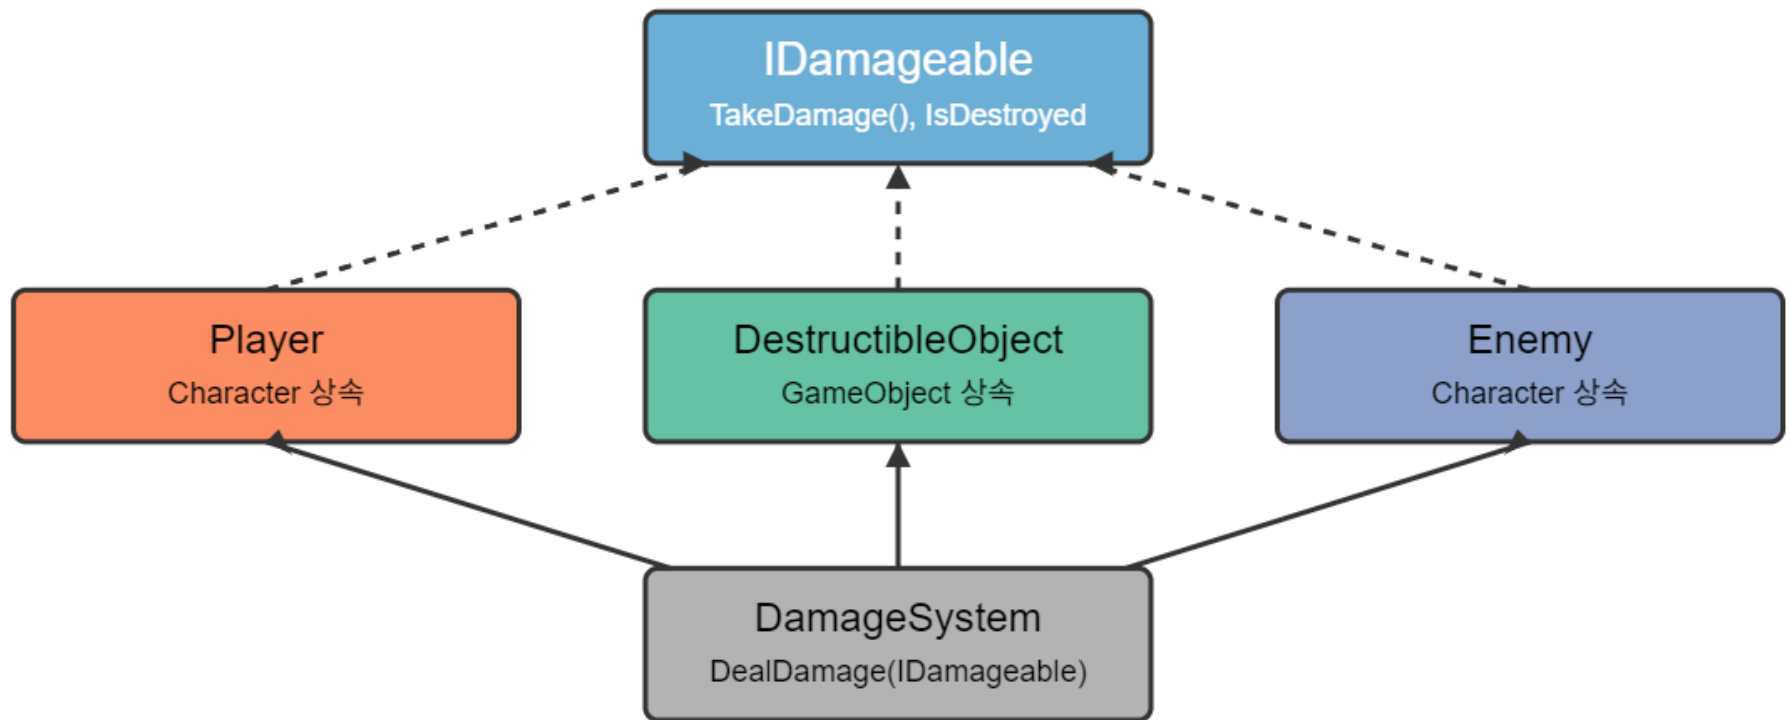 IDamageable
TakeDamage(), IsDestroyed
Player
Character 상속
DestructibleObject
GameObject 상속
Enemy
Character 상속
DamageSystem
DealDamage(IDamageable)